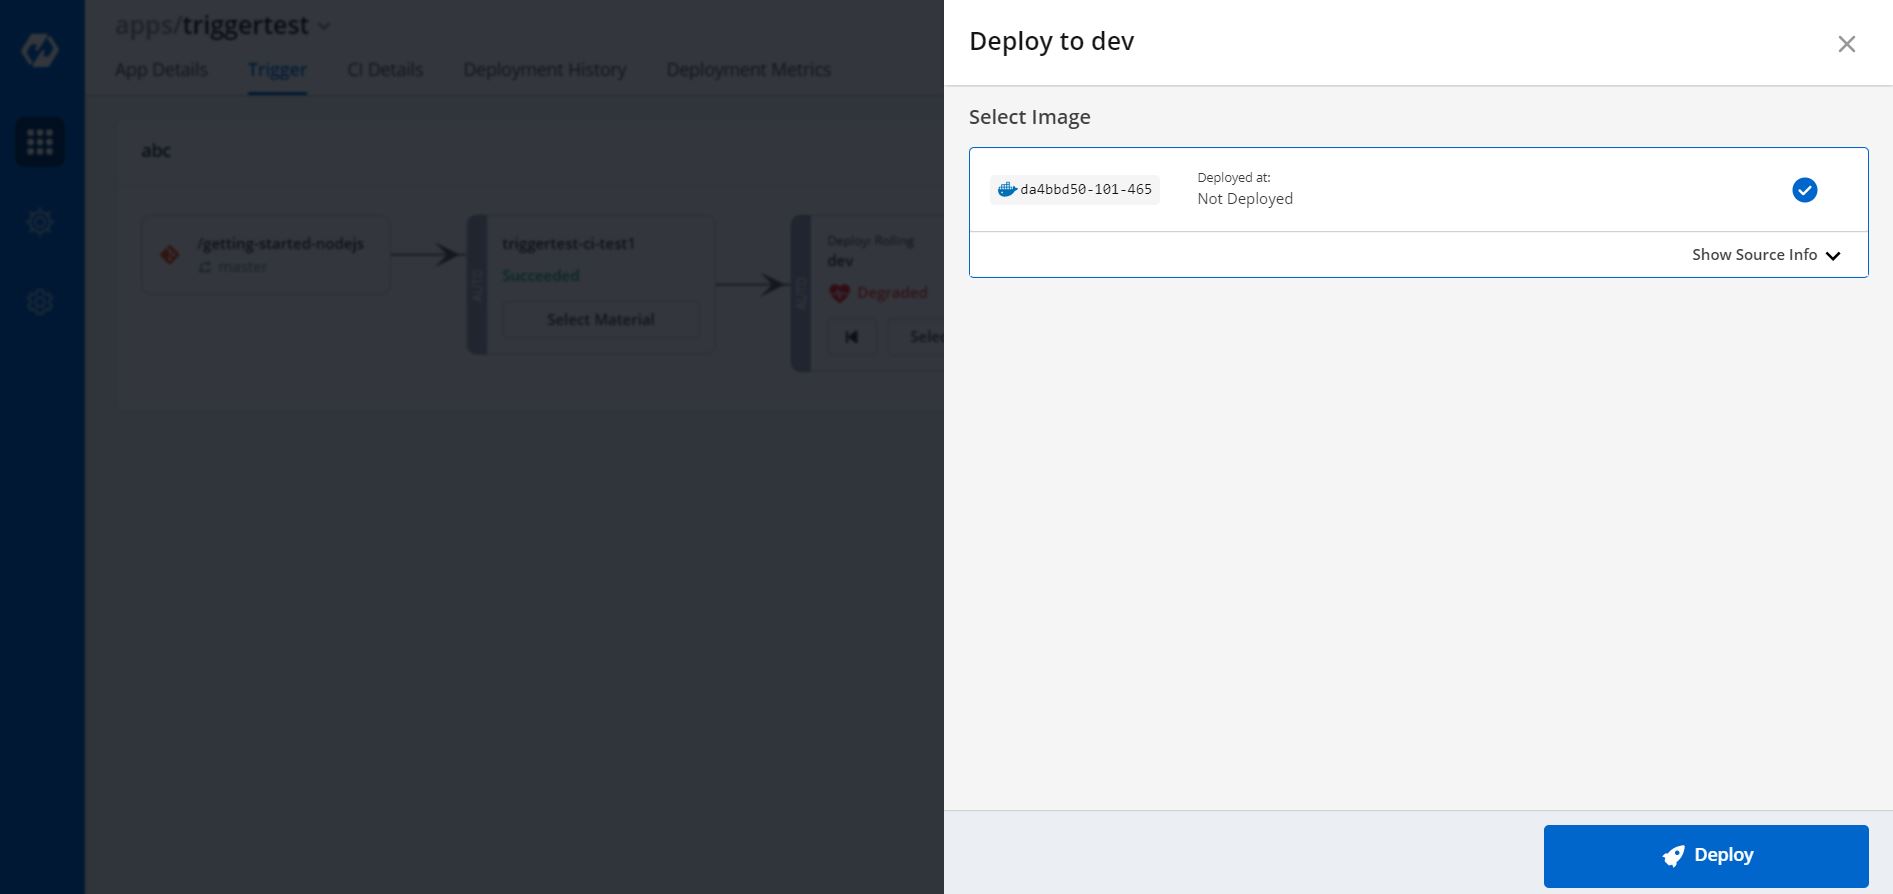 apps/triggertest
App Details
Trigger
CI Details
Deployment History
Deployment Metrics
abc
/getting-started-nodejs
master
AUTO
triggertest-ci-test1
Succeeded
Select Material
AUTO
Deploy: Rolling
dev
Degraded
Selec
Deploy to dev
Select Image
da4bbd50-101-465
Deployed at:
Not Deployed
Show Source Info
Deploy